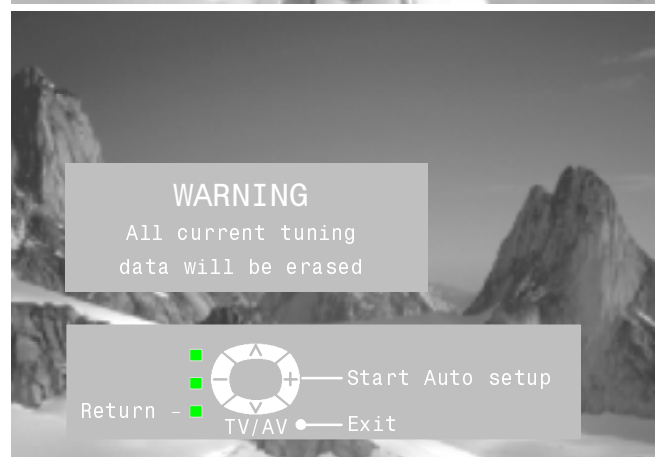 WARNING
All current tuning
data will be erased
Start Auto setup
Return
TV/AV
Exit